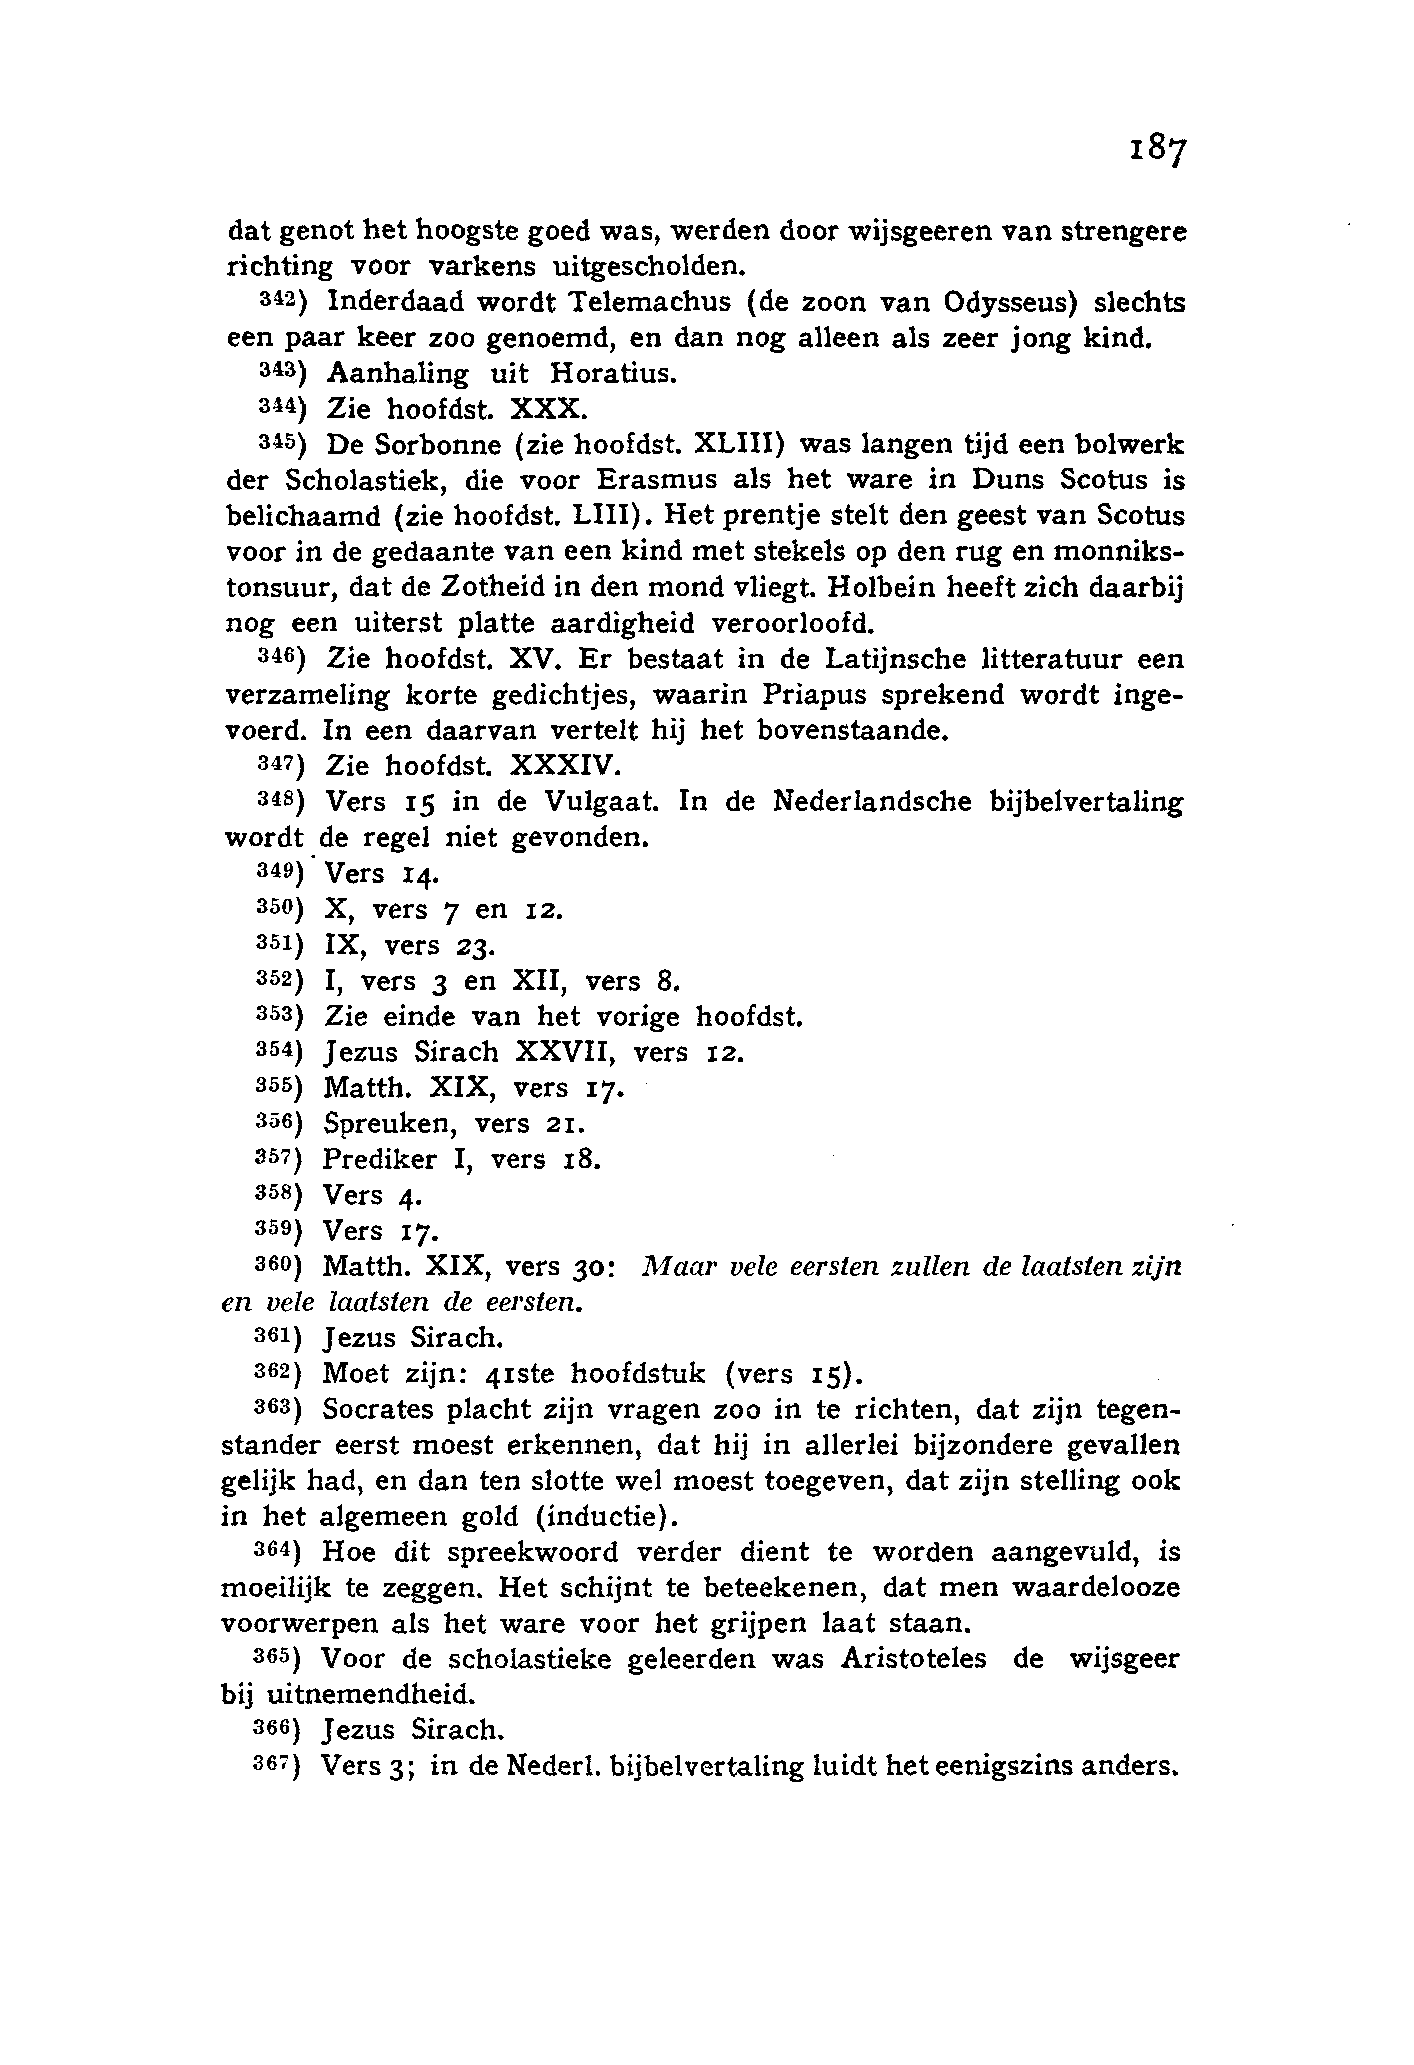 187
dat genot het hoogste goed was, werden door wijsgeeren van strengere
richting voor varkens uitgescholden.
342) Inderdaad wordt Telemachus (de zoon van Odysseus) slechts
een paar keer zoo genoemd, en dan nog alleen als zeer jong kind.
343) Aanhaling uit Horatius.
344) Zie hoofdst. XXX.
345) De Sorbonne (zie hoofdst. XLIII) was langen tijd een bolwerk
der Scholastiek, die voor Erasmus als het ware in Duns Scotus is
belichaamd (zie hoofdst. LIII). Het prentje stelt den geest van Scotus
voor in de gedaante van een kind met stekels op den rug en monniks-
tonsuur, dat de Zotheid in den mond vliegt. Holbein heeft zich daarbij
nog een uiterst platte aardigheid veroorloofd.
346) Zie hoofdst. XV. Er bestaat in de Latijnsche litteratuur een
verzameling korte gedichtjes, waarin Priapus sprekend wordt inge-
voerd. In een daarvan vertelt hij het bovenstaande.
347) Zie hoofdst. XXXIV.
348) Vers 15 in de Vulgaat. In de Nederlandsche bijbelvertaling
wordt de regel niet gevonden.
349) Vers 14.
350) X, vers 7 en 12.
351) IX, vers 23.
352) I, vers 3 en XII, vers 8.
353) Zie einde van het vorige hoofdst.
354) Jezus Sirach XXVII, vers 12.
355) Matth. XIX, vers 17.
356) Spreuken, vers 21.
357) Prediker I, vers 18.
358) Vers 4.
359) Vers 17.
360) Matth. XIX, vers 30: Maar vele eersten zullen de laatsten zijn
en vele laatsten de eersten.
361) Jezus Sirach.
362) Moet zijn: 41ste hoofdstuk (vers 15).
363) Socrates placht zijn vragen zoo in te richten, dat zijn tegen-
stander eerst moest erkennen, dat hij in allerlei bijzondere gevallen
gelijk had, en dan ten slotte wel moest toegeven, dat zijn stelling ook
in het algemeen gold (inductie).
364) Hoe dit spreekwoord verder dient te worden aangevuld, is
moeilijk te zeggen. Het schijnt te beteekenen, dat men waardelooze
voorwerpen als het ware voor het grijpen laat staan.
365) Voor de scholastieke geleerden was Aristoteles de wijsgeer
bij uitnemendheid.
366) Jezus Sirach.
367) Vers 3; in de Nederl. bijbelvertaling luidt het eenigszins anders.